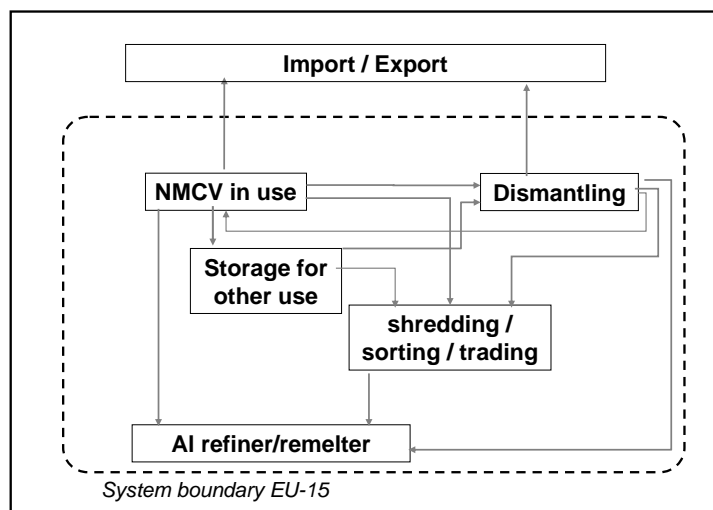 Import / Export
NMCV in use
Dismantling
Storage for
other use
shredding /
sorting / trading
Al refiner/remelter
System boundary EU-15